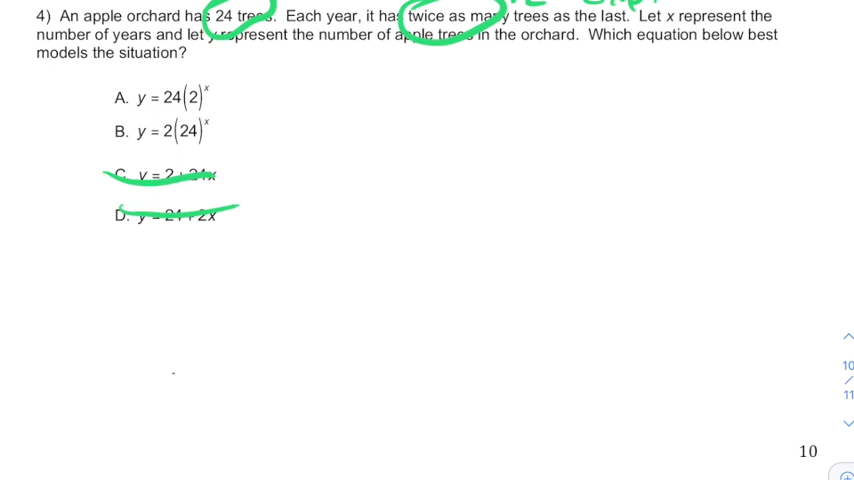 4) An apple orchard has 24 trees. Each year, it has twice as many trees as the last. Let x represent the
number of years and let y represent the number of apple trees in the orchard. Which equation below best
models the situation?
A. y = 24(2)^x
B. y = 2(24)^x
C. y = 2 + 24x
D. y = 24 + 2x
10
/
11
10